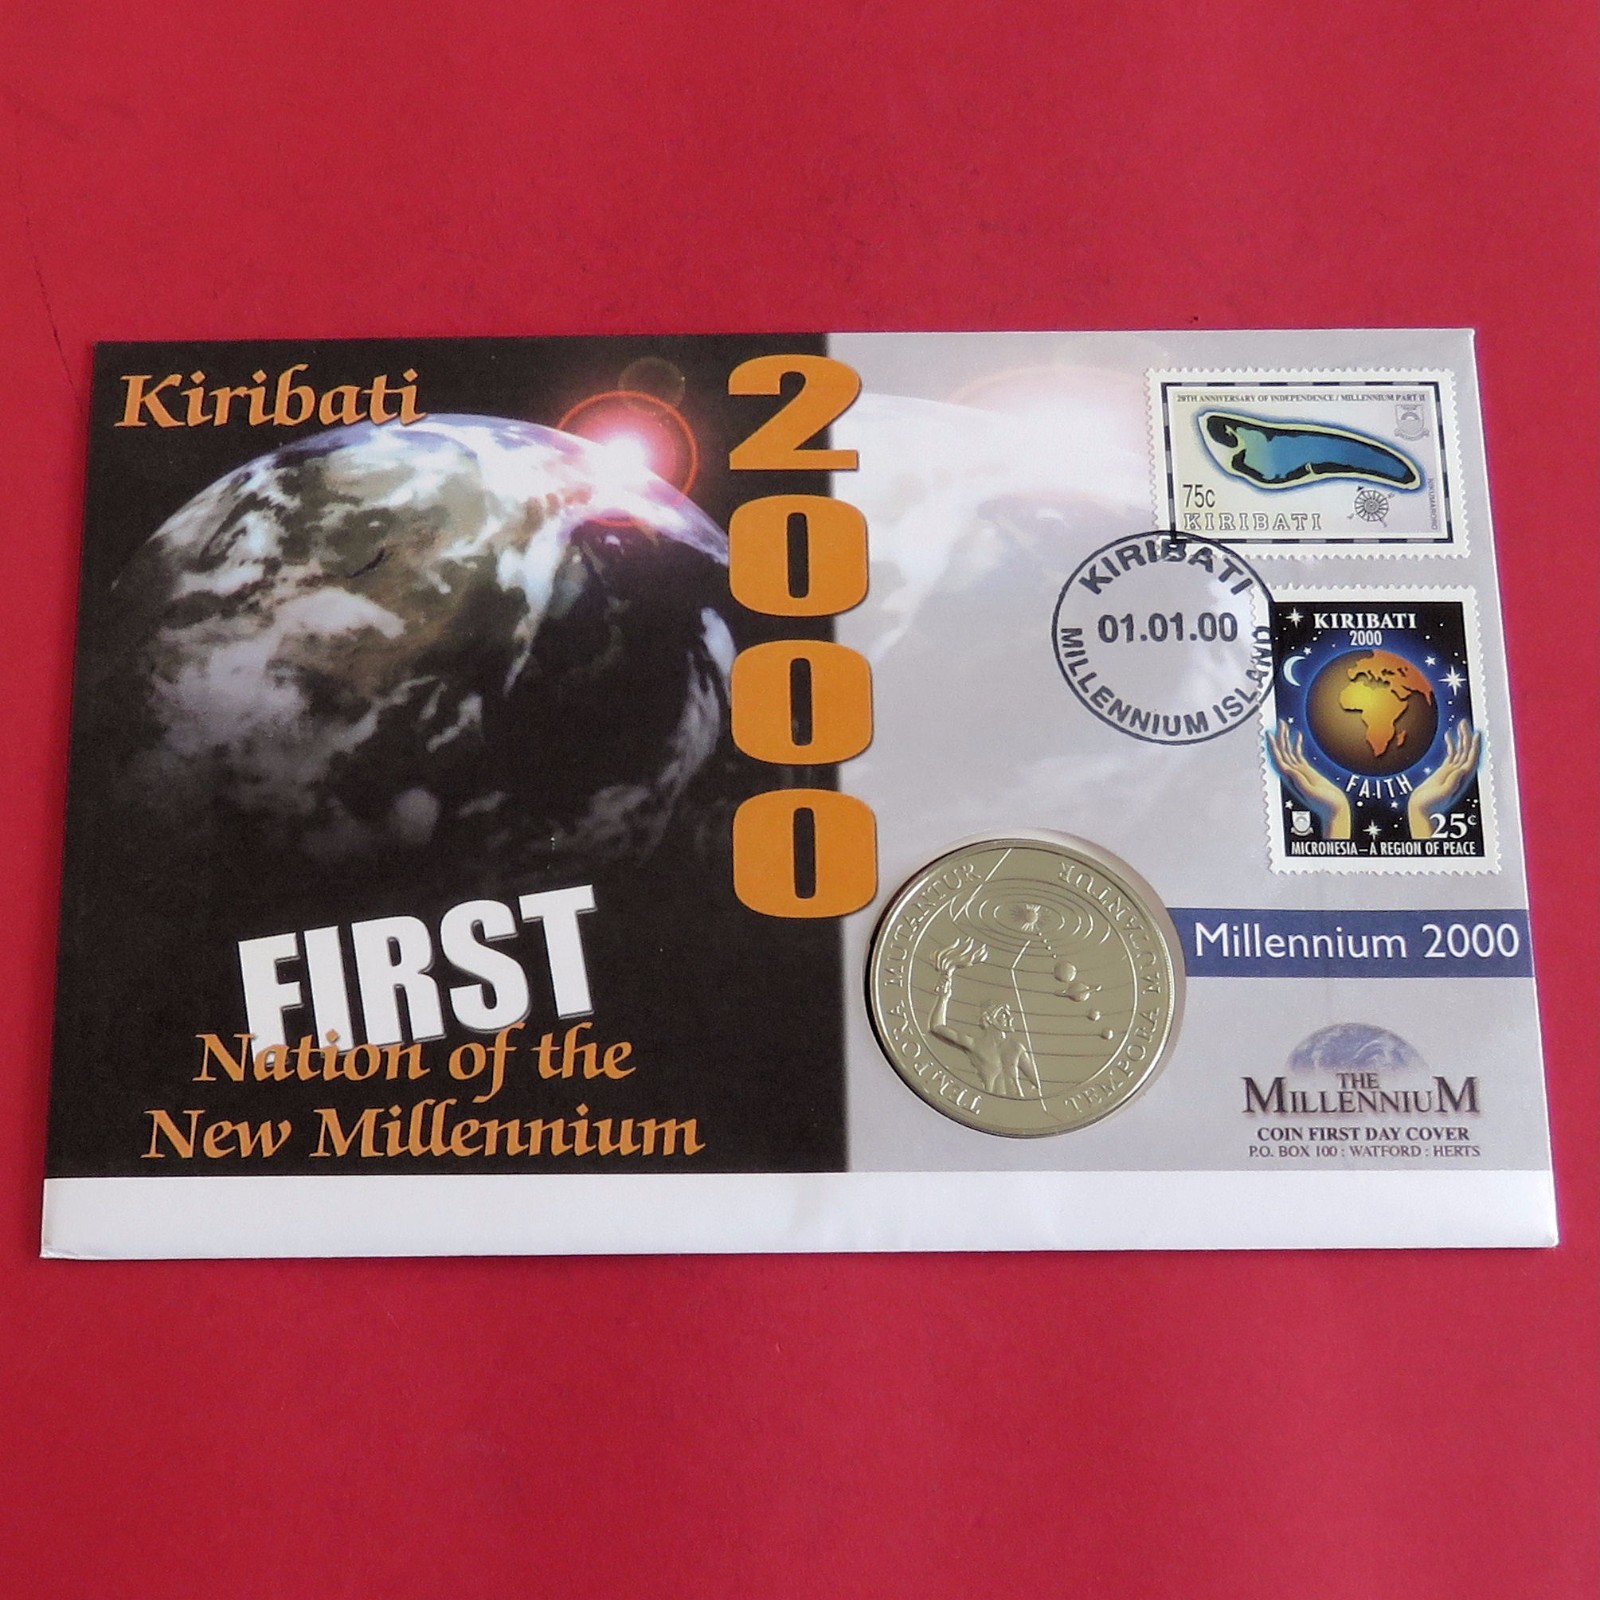 Kiribati
2000
FIRST
Nation of the
New Millennium
20TH ANNIVERSARY OF INDEPENDENCE / MILLENNIUM PART II
75c
KIRIBATI
NIKUMARORO
KIRIBATI
01.01.00
MILLENNIUM ISLAND
KIRIBATI
2000
FAITH
25c
MICRONESIA – A REGION OF PEACE
TEMPORA MUTANTUR
TEMPORA MUTANTUR
Millennium 2000
THE
MILLENNIUM
COIN FIRST DAY COVER
P.O. BOX 100 : WATFORD : HERTS